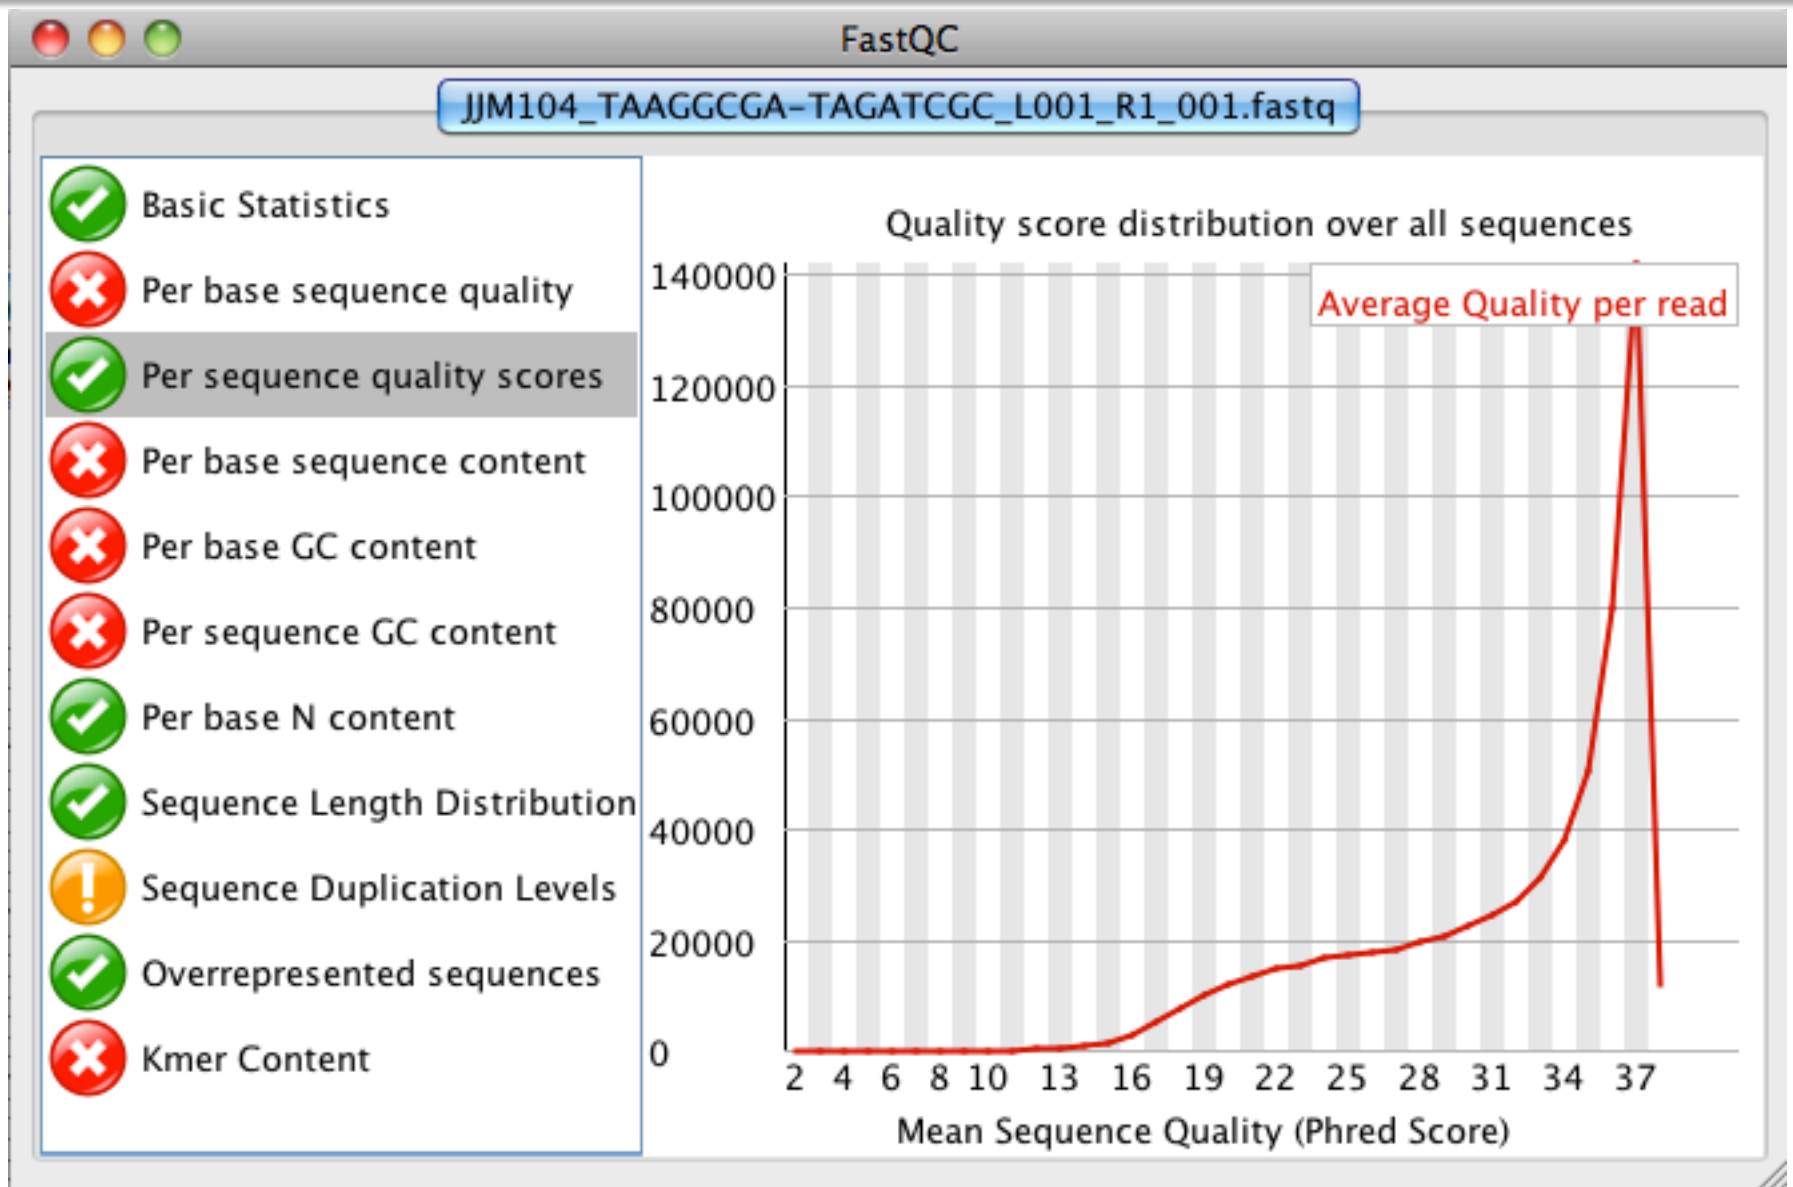 FastQC
JJM104_TAAGGCGA-TAGATCGC_L001_R1_001.fastq
Basic Statistics
Per base sequence quality
Per sequence quality scores
Per base sequence content
Per base GC content
Per sequence GC content
Per base N content
Sequence Length Distribution
Sequence Duplication Levels
Overrepresented sequences
Kmer Content
Quality score distribution over all sequences
Average Quality per read
140000
120000
100000
80000
60000
40000
20000
0
2 4 6 8 10 13 16 19 22 25 28 31 34 37
Mean Sequence Quality (Phred Score)